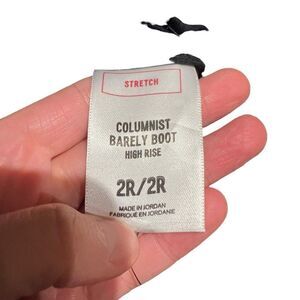 STRETCH
COLUMNIST
BARELY BOOT
HIGH RISE
2R/2R
MADE IN JORDAN
FABRIQUÉ EN JORDANIE